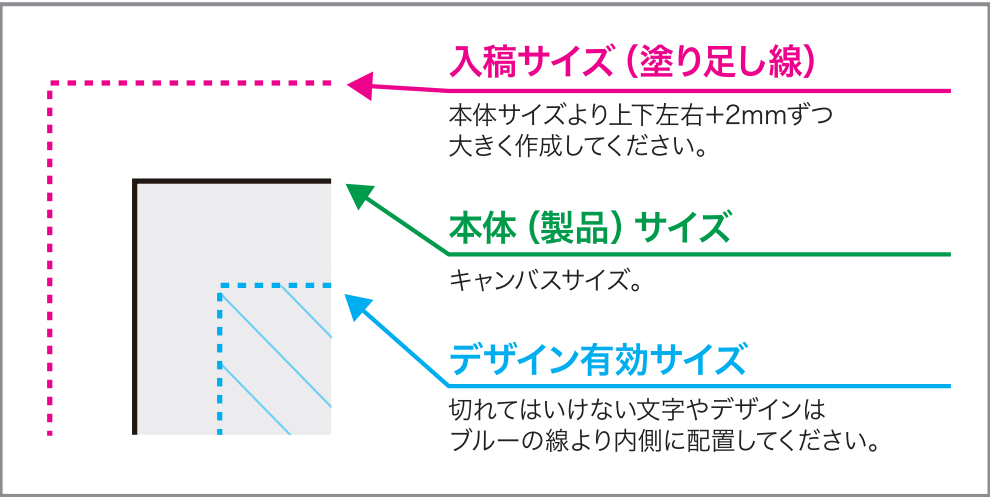 入稿サイズ（塗り足し線）
本体サイズより上下左右+2mmずつ
大きく作成してください。
本体（製品）サイズ
キャンバスサイズ。
デザイン有効サイズ
切れてはいけない文字やデザインは
ブルーの線より内側に配置してください。